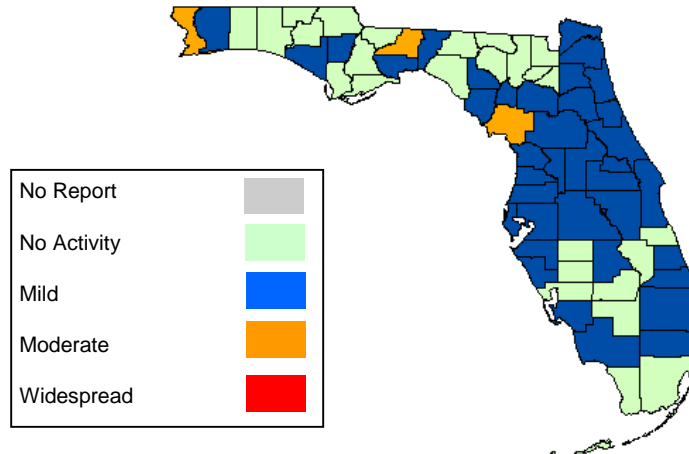 No Report
No Activity
Mild
Moderate
Widespread